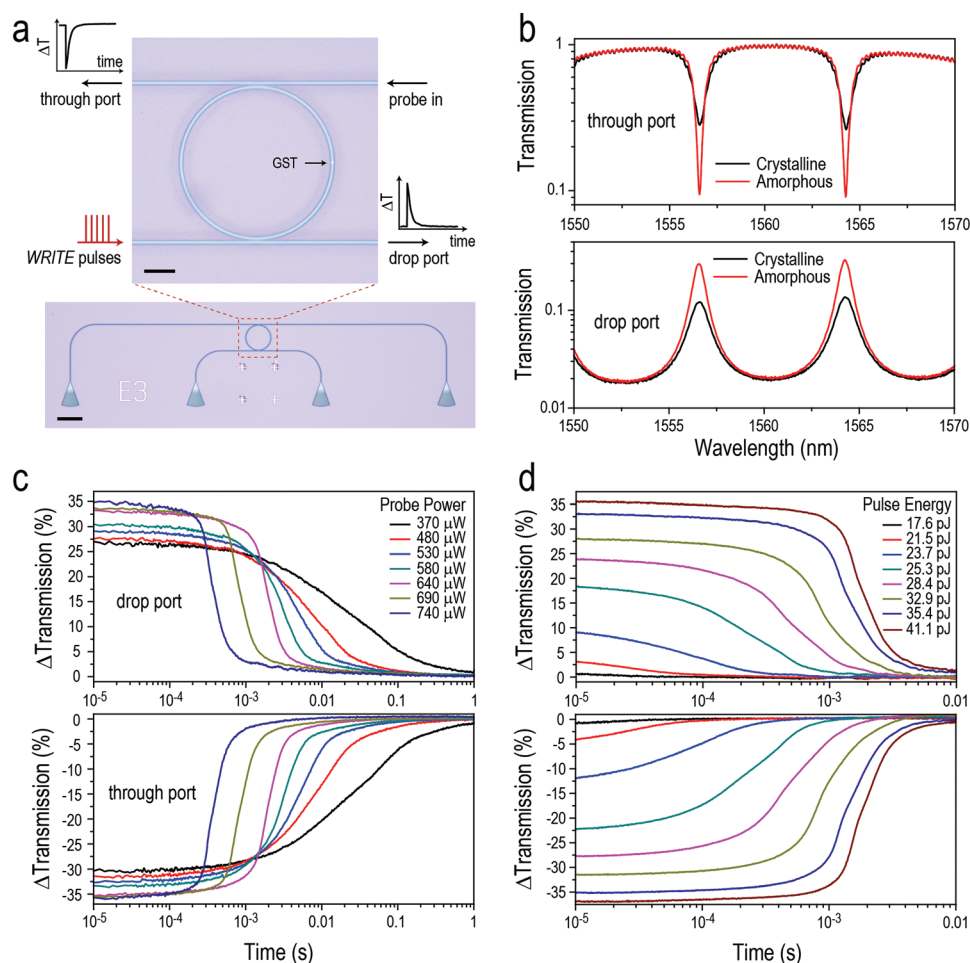 a
ΔT
time
through port
probe in
GST
ΔT
time
WRITE pulses
drop port
E3
b
Transmission
1
0.1
through port
Crystalline
Amorphous
1550 1555 1560 1565 1570
Transmission
0.1
0.01
drop port
Crystalline
Amorphous
1550 1555 1560 1565 1570
Wavelength (nm)
c
ΔTransmission (%)
35
30
25
20
15
10
5
0
drop port
Probe Power
370 μW
480 μW
530 μW
580 μW
640 μW
690 μW
740 μW
10-5 10-4 10-3 0.01 0.1 1
ΔTransmission (%)
0
-5
-10
-15
-20
-25
-30
-35
through port
10-5 10-4 10-3 0.01 0.1 1
Time (s)
d
ΔTransmission (%)
35
30
25
20
15
10
5
0
Pulse Energy
17.6 pJ
21.5 pJ
23.7 pJ
25.3 pJ
28.4 pJ
32.9 pJ
35.4 pJ
41.1 pJ
10-5 10-4 10-3 0.01
ΔTransmission (%)
0
-5
-10
-15
-20
-25
-30
-35
10-5 10-4 10-3 0.01
Time (s)